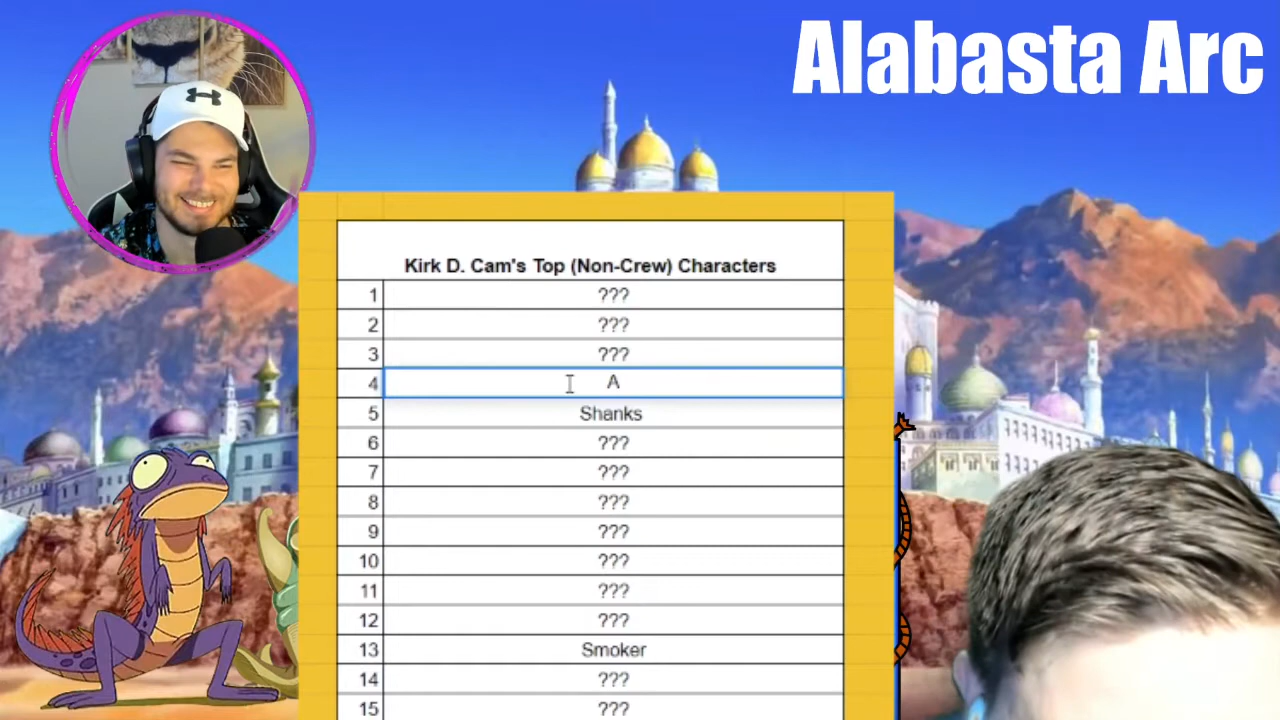 Alabasta Arc
Kirk D. Cam's Top (Non-Crew) Characters
1 ???
2 ???
3 ???
4 A
5 Shanks
6 ???
7 ???
8 ???
9 ???
10 ???
11 ???
12 ???
13 Smoker
14 ???
15 ???